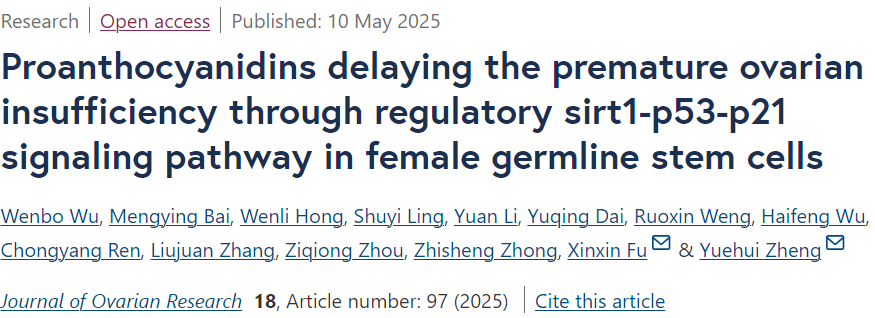 Research | Open access | Published: 10 May 2025
Proanthocyanidins delaying the premature ovarian
insufficiency through regulatory sirt1-p53-p21
signaling pathway in female germline stem cells
Wenbo Wu, Mengying Bai, Wenli Hong, Shuyi Ling, Yuan Li, Yuqing Dai, Ruoxin Weng, Haifeng Wu,
Chongyang Ren, Liujuan Zhang, Ziqiong Zhou, Zhisheng Zhong, Xinxin Fu & Yuehui Zheng
Journal of Ovarian Research 18, Article number: 97 (2025) | Cite this article